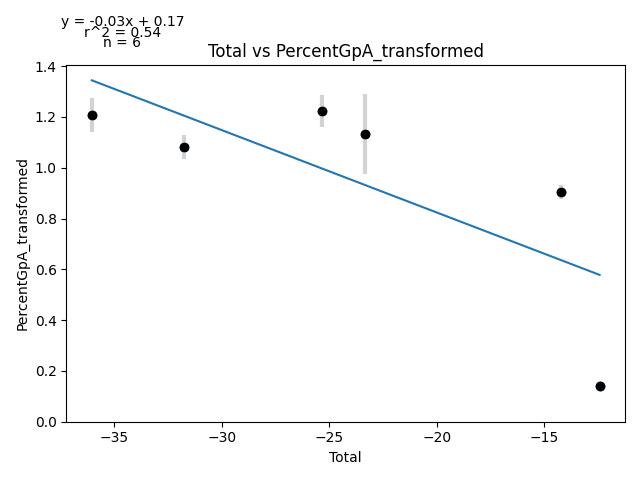 y = -0.03x + 0.17
r^2 = 0.54
n = 6
Total vs PercentGpA_transformed
1.4
1.2
1.0
0.8
0.6
0.4
0.2
0.0
PercentGpA_transformed
−35
−30
−25
−20
−15
Total